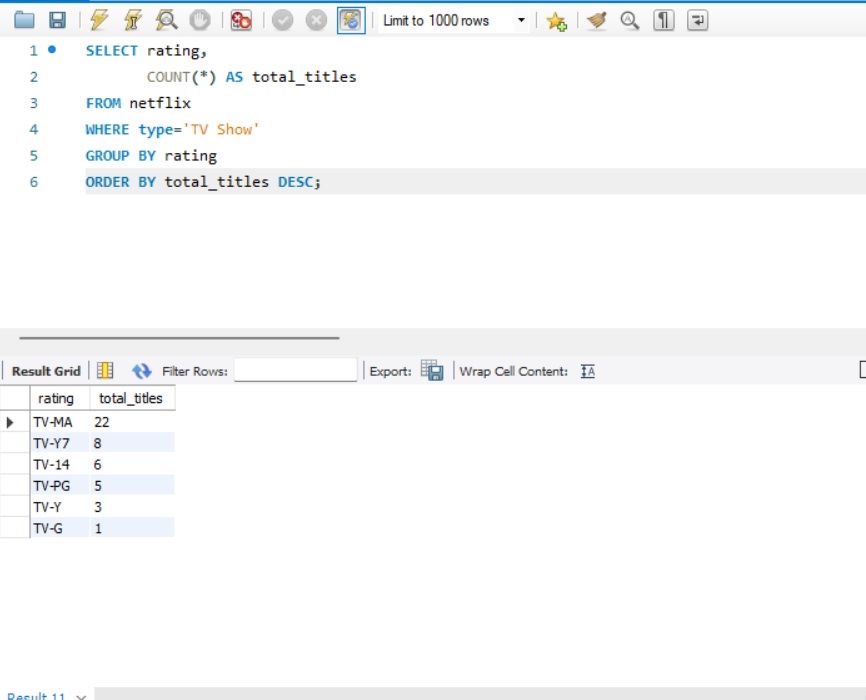 Limit to 1000 rows
1 SELECT rating,
2 COUNT(*) AS total_titles
3 FROM netflix
4 WHERE type='TV Show'
5 GROUP BY rating
6 ORDER BY total_titles DESC;
Result Grid Filter Rows: Export: Wrap Cell Content: IA
rating total_titles
TV-MA 22
TV-Y7 8
TV-14 6
TV-PG 5
TV-Y 3
TV-G 1
Result 11